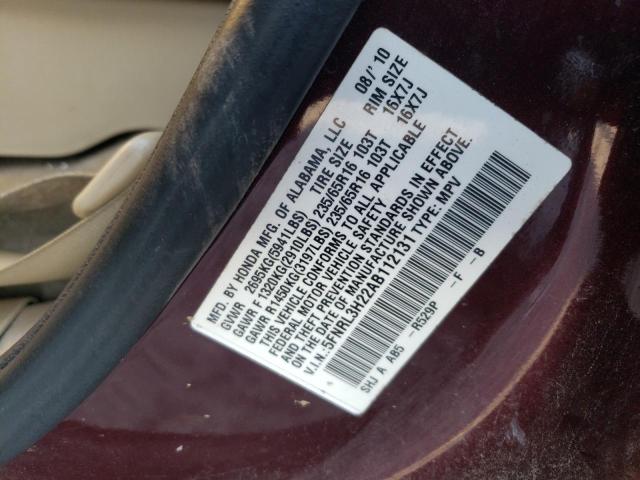 MFD. BY HONDA MFG. OF ALABAMA, LLC 08/'10
GVWR 2695KG(5941LBS) TIRE SIZE RIM SIZE
GAWR F 1320KG(2910LBS) 235/65R16 103T 16X7J
GAWR R 1450KG(3197LBS) 235/65R16 103T 16X7J
THIS VEHICLE CONFORMS TO ALL APPLICABLE
FEDERAL MOTOR VEHICLE SAFETY
AND THEFT PREVENTION STANDARDS IN EFFECT
ON THE DATE OF MANUFACTURE SHOWN ABOVE.
V.I.N.:5FNRL3H22AB112131 TYPE: MPV
SHJ A A85 - R529P - F - B